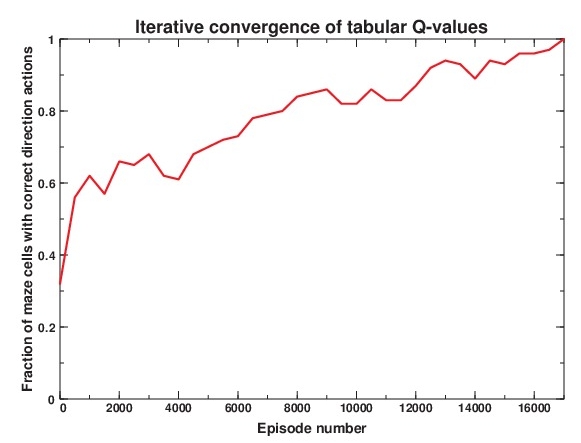 Iterative convergence of tabular Q-values
Fraction of maze cells with correct direction actions
1
0.8
0.6
0.4
0.2
0
0 2000 4000 6000 8000 10000 12000 14000 16000
Episode number